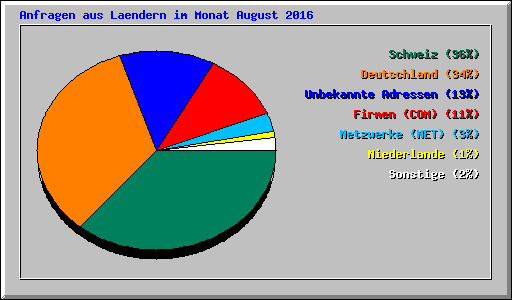 Anfragen aus Laendern im Monat August 2016
Schweiz (36%)
Deutschland (34%)
Unbekannte Adressen (13%)
Firmen (COM) (11%)
Netzwerke (NET) (3%)
Niederlande (1%)
Sonstige (2%)